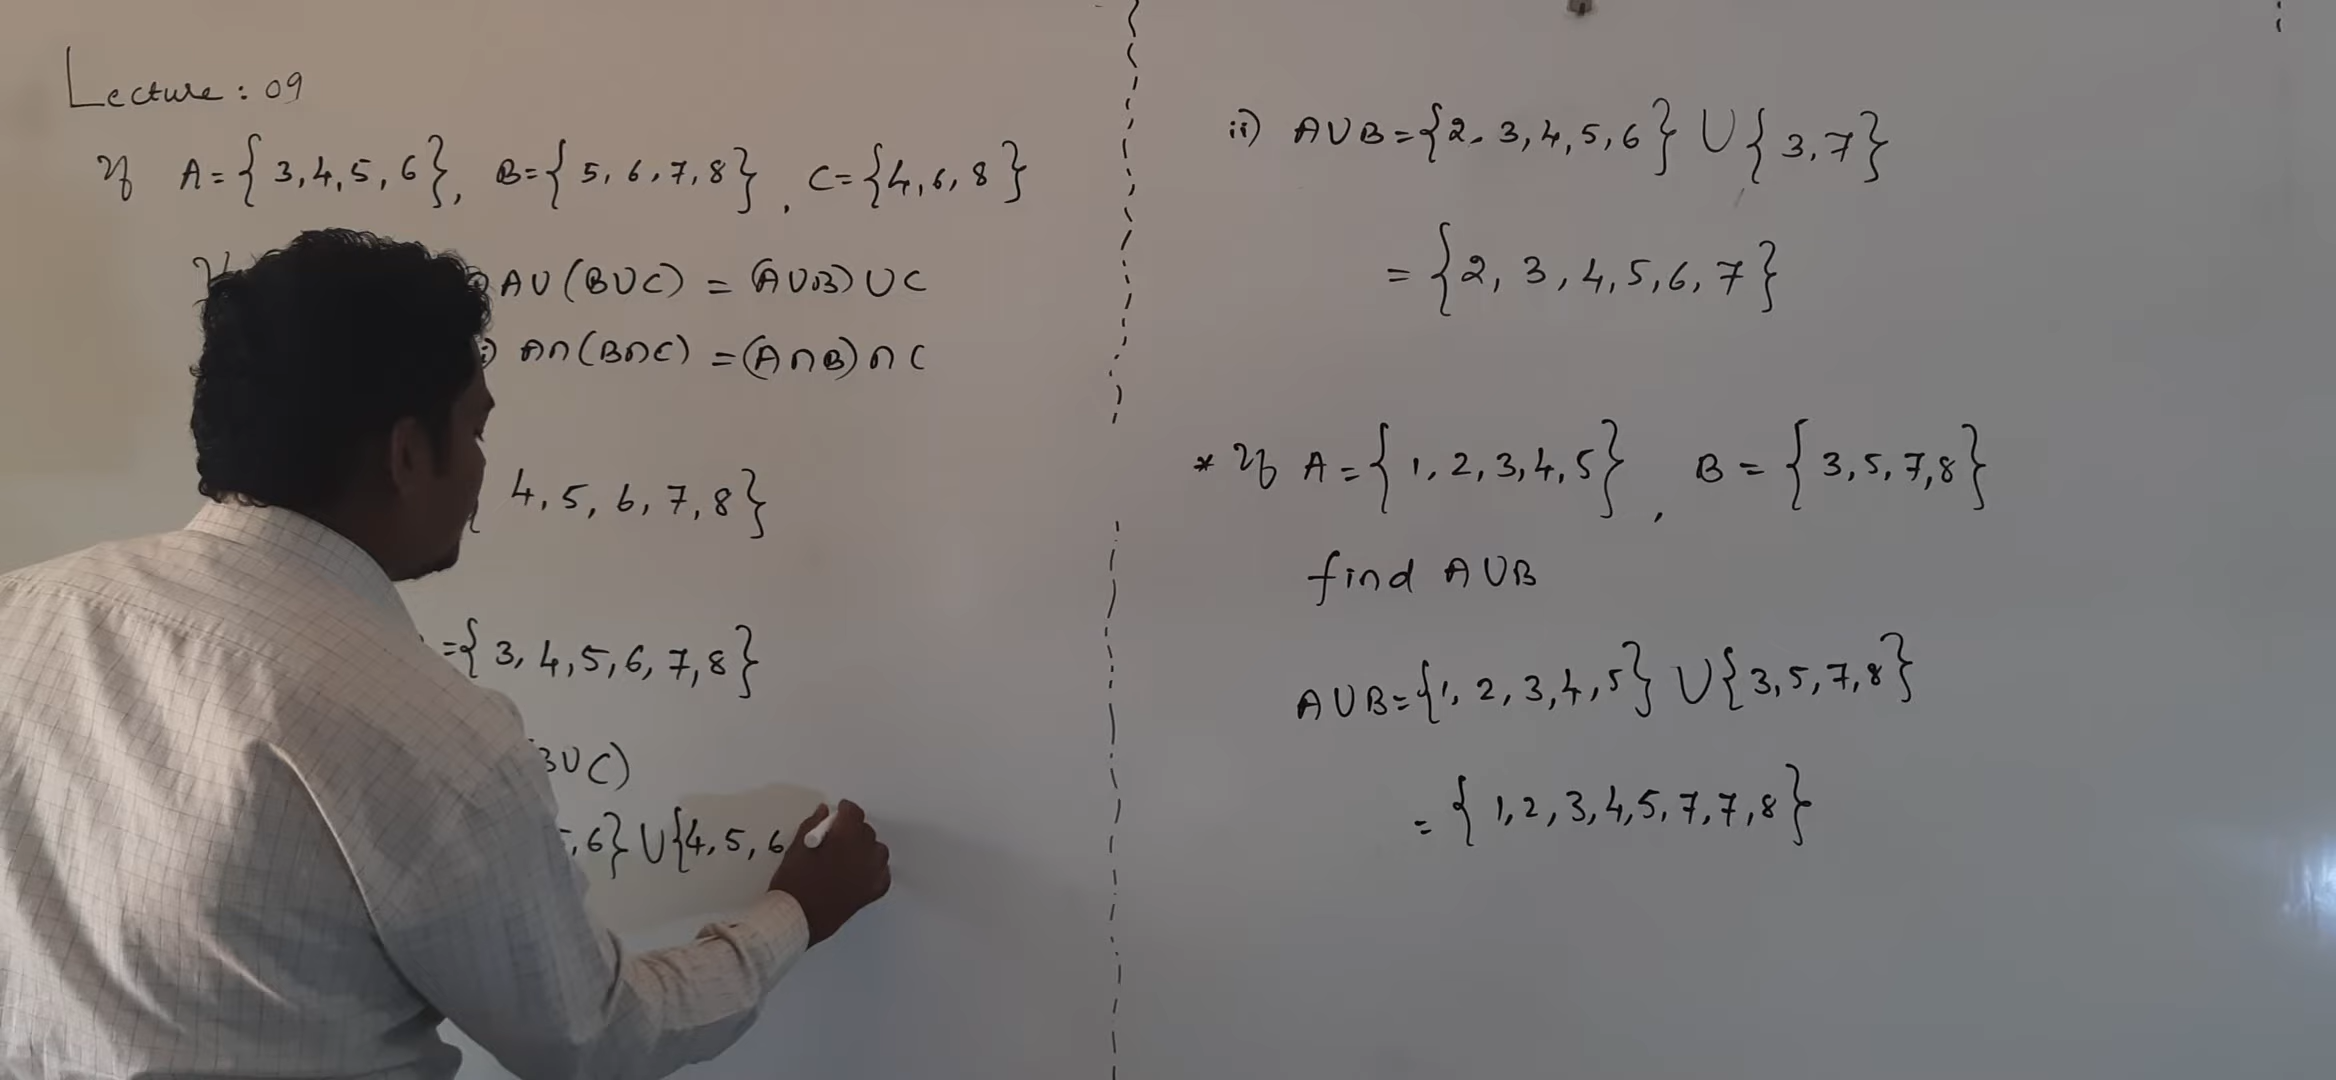 Lecture : 09
If A = { 3, 4, 5, 6 }, B = { 5, 6, 7, 8 }, C = { 4, 6, 8 }
A ∪ (B ∪ C) = (A ∪ B) ∪ C
A ∩ (B ∩ C) = (A ∩ B) ∩ C
4, 5, 6, 7, 8 }
= { 3, 4, 5, 6, 7, 8 }
B ∪ C)
, 6 } ∪ { 4, 5, 6
ii) A ∪ B = { 2, 3, 4, 5, 6 } ∪ { 3, 7 }
= { 2, 3, 4, 5, 6, 7 }
* If A = { 1, 2, 3, 4, 5 }, B = { 3, 5, 7, 8 }
find A ∪ B
A ∪ B = { 1, 2, 3, 4, 5 } ∪ { 3, 5, 7, 8 }
= { 1, 2, 3, 4, 5, 7, 7, 8 }